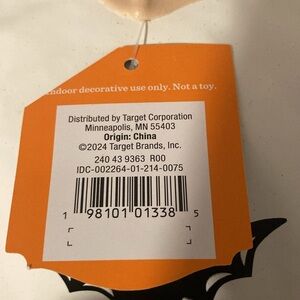 ndoor decorative use only. Not a toy.
Distributed by Target Corporation
Minneapolis, MN 55403
Origin: China
©2024 Target Brands, Inc.
240 43 9363 R00
IDC-002264-01-214-0075
1 98101 01338 5